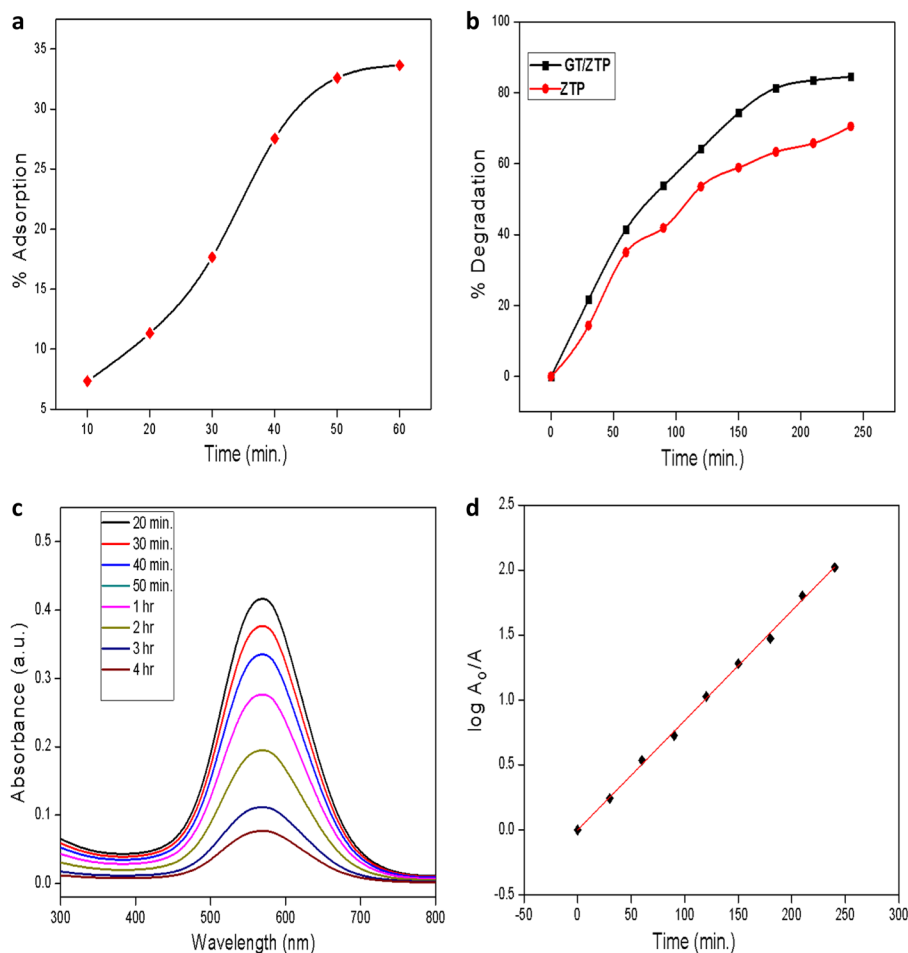 a
35
30
25
20
15
10
5
% Adsorption
10 20 30 40 50 60
Time (min.)
b
100
80
60
40
20
0
% Degradation
GT/ZTP
ZTP
0 50 100 150 200 250
Time (min.)
c
0.5
0.4
0.3
0.2
0.1
0.0
Absorbance (a.u.)
20 min.
30 min.
40 min.
50 min.
1 hr
2 hr
3 hr
4 hr
300 400 500 600 700 800
Wavelength (nm)
d
2.5
2.0
1.5
1.0
0.5
0.0
-0.5
log Ao/A
-50 0 50 100 150 200 250 300
Time (min.)